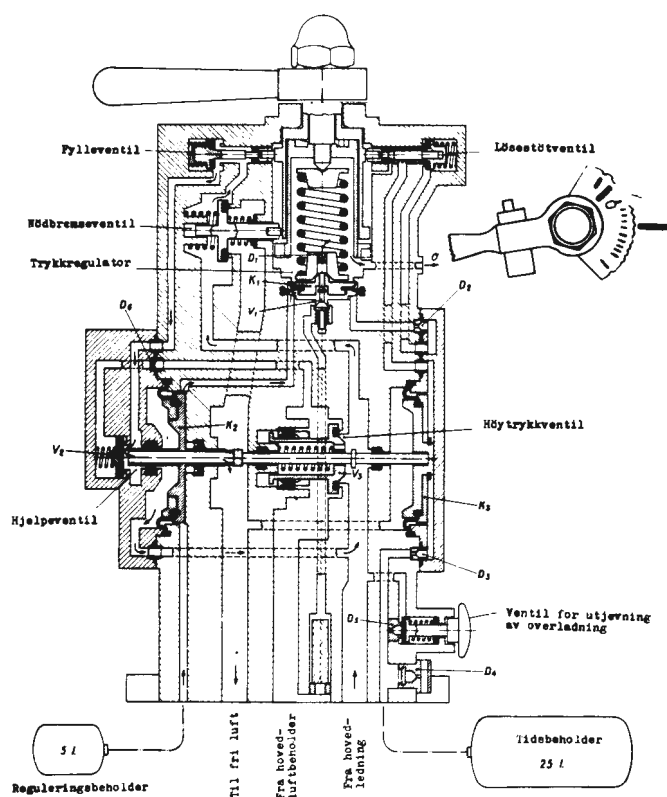 Fylleventil
Lösestötventil
Nödbremseventil
D₁
Trykkregulator
K₁
V₁
O
D₂
D₆
K₂
Höytrykkventil
V₂
V₃
K₃
Hjelpeventil
D₃
D₅
Ventil for utjevning
av overladning
D₄
5 l.
Reguleringsbeholder
Til fri luft
Fra hoved-
luftbeholder
Fra hoved-
ledning
Tidsbeholder
25 l.